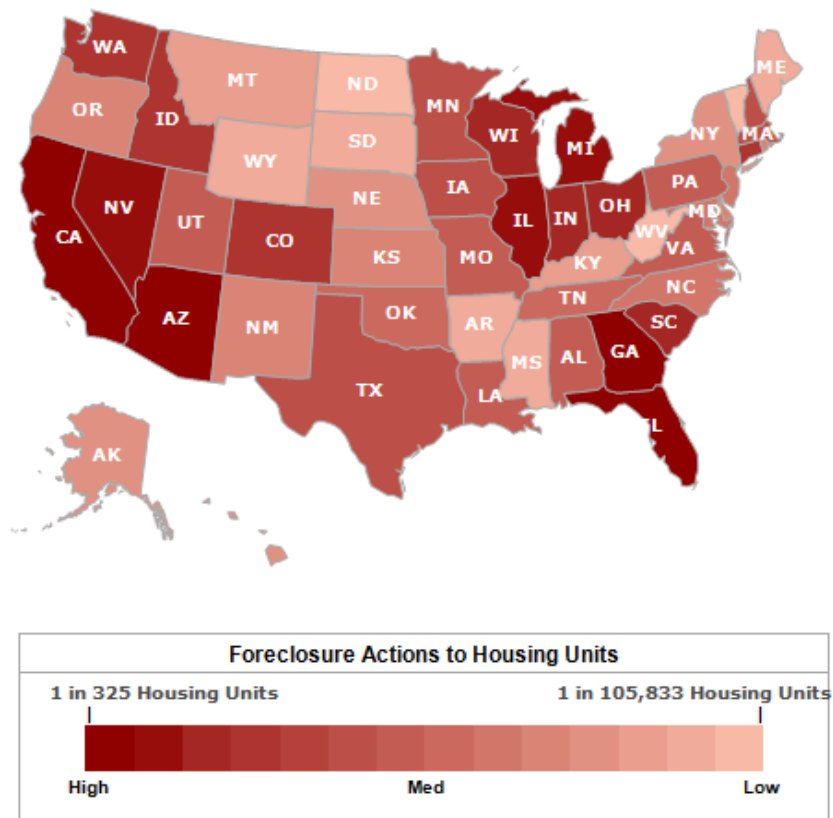 WA
MT
ND
ME
OR
MN
ID
SD
WI
NY
MA
WY
MI
IA
PA
NE
NV
UT
IL
IN
OH
MD
CA
CO
WV
VA
KS
MO
KY
NC
TN
AZ
OK
NM
AR
SC
GA
MS
AL
TX
LA
L
AK
Foreclosure Actions to Housing Units
1 in 325 Housing Units 1 in 105,833 Housing Units
High Med Low